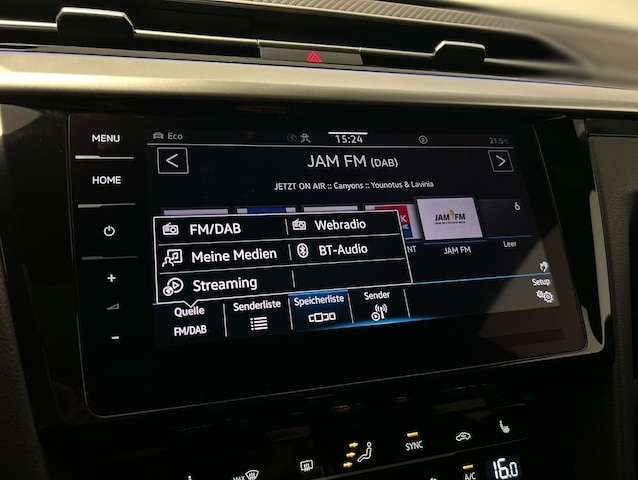 MENU
HOME
Eco
15:24
21.5°C
JAM FM (DAB)
JETZT ON AIR :: Canyons :: Younotus & Lavinia
FM/DAB
Webradio
Meine Medien
BT-Audio
Streaming
JAM FM
6
NT
JAM FM
Leer
Quelle
FM/DAB
Senderliste
Speicherliste
Sender
Setup
MAX
SYNC
A/C
16.0